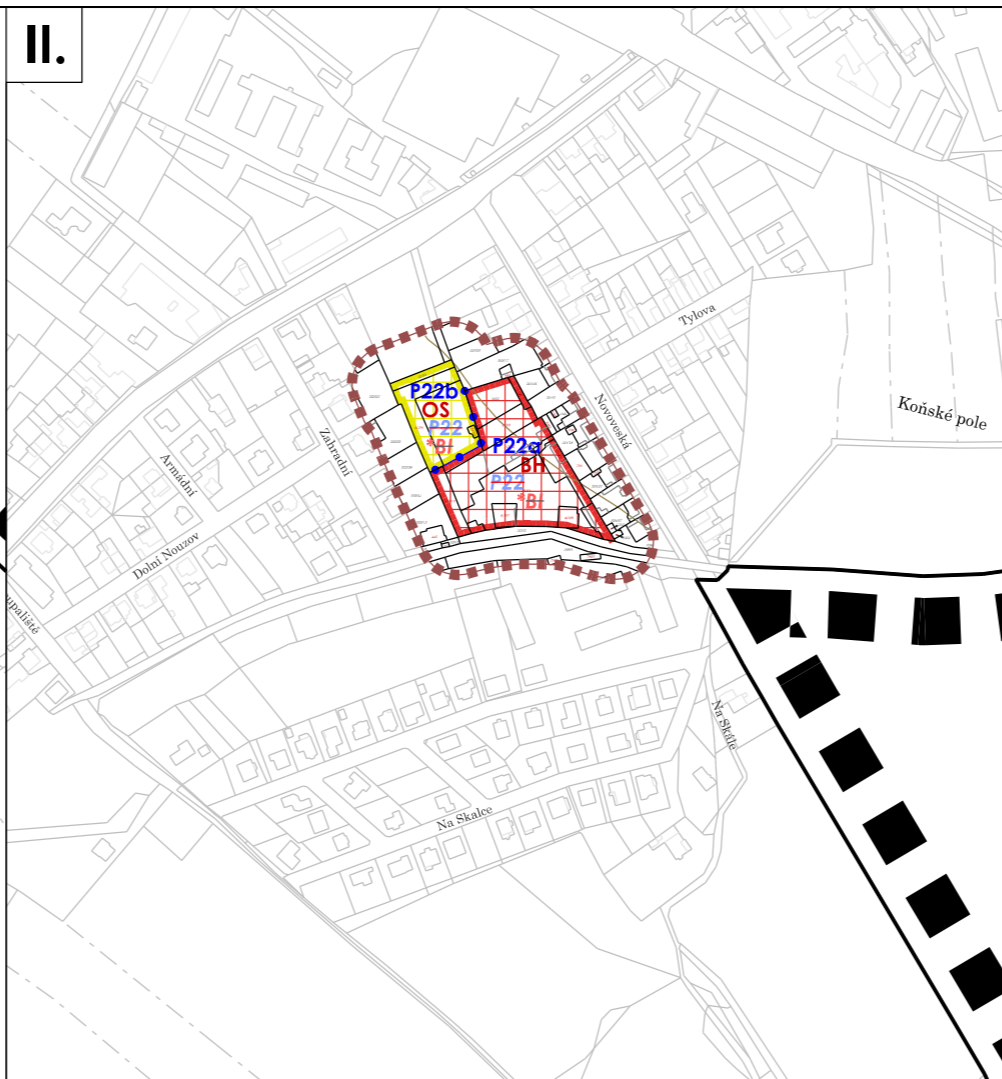 II.
Tylova
Koňské pole
Novoveská
Zahradní
Armádní
Dolní Nouzov
P22b
OS
P22
*BI
P22a
BH
P22
*BI
Na Skále
Na Skalce